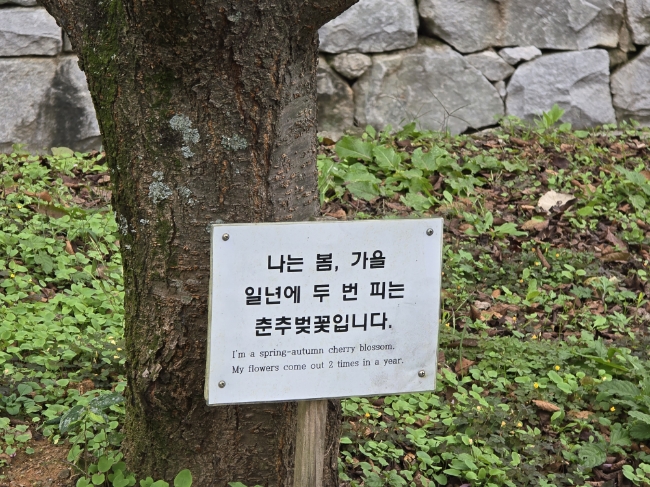 나는 봄, 가을
일년에 두 번 피는
춘추벚꽃입니다.
I'm a spring-autumn cherry blossom.
My flowers come out 2 times in a year.